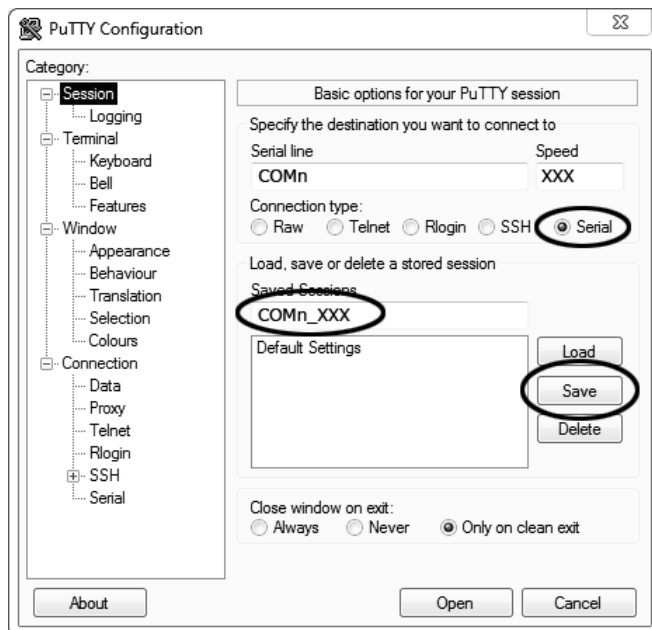 PuTTY Configuration
Category:
Session
Logging
Terminal
Keyboard
Bell
Features
Window
Appearance
Behaviour
Translation
Selection
Colours
Connection
Data
Proxy
Telnet
Rlogin
SSH
Serial
Basic options for your PuTTY session
Specify the destination you want to connect to
Serial line Speed
COMn XXX
Connection type:
Raw Telnet Rlogin SSH Serial
Load, save or delete a stored session
Saved Sessions
COMn_XXX
Default Settings
Load
Save
Delete
Close window on exit:
Always Never Only on clean exit
About Open Cancel